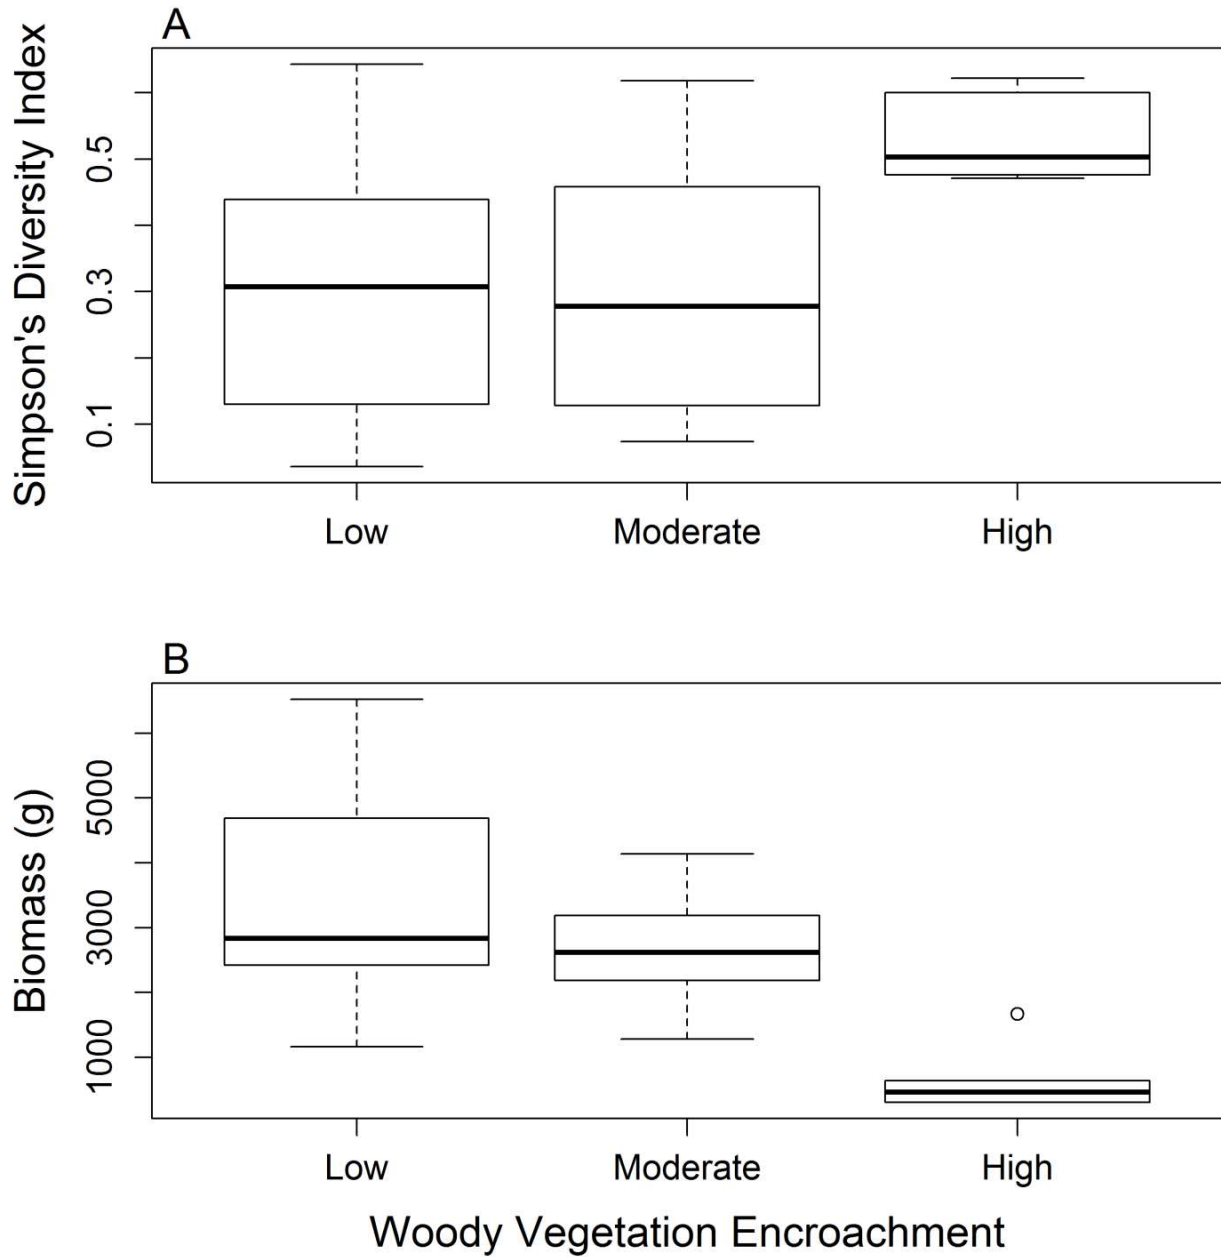 A
Simpson's Diversity Index
0.5
0.3
0.1
Low Moderate High
B
Biomass (g)
5000
3000
1000
Low Moderate High
Woody Vegetation Encroachment